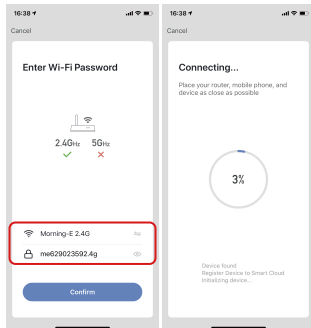 16:38
Cancel
Enter Wi-Fi Password
2.4GHz 5GHz
Morning-E 2.4G
me629023592.4g
Confirm
16:38
Cancel
Connecting...
Place your router, mobile phone, and
device as close as possible
3%
Device found
Register Device to Smart Cloud
Initializing device...